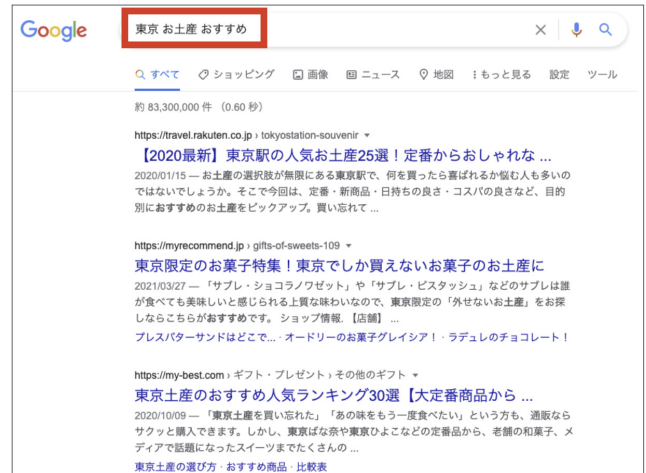 Google 東京 お土産 おすすめ
すべて ショッピング 画像 ニュース 地図 もっと見る 設定 ツール
約 83,300,000 件 （0.60 秒）
https://travel.rakuten.co.jp › tokyostation-souvenir
【2020最新】東京駅の人気お土産25選！定番からおしゃれな ...
2020/01/15 — お土産の選択肢が無限にある東京駅で、何を買ったら喜ばれるか悩む人も多いの
ではないでしょうか。そこで今回は、定番・新商品・日持ちの良さ・コスパの良さなど、目的
別におすすめのお土産をピックアップ。買い忘れて ...
https://myrecommend.jp › gifts-of-sweets-109
東京限定のお菓子特集！東京でしか買えないお菓子のお土産に
2021/03/27 — 「サブレ・ショコラノワゼット」や「サブレ・ピスタッシュ」などのサブレは誰
が食べても美味しいと感じられる上質な味わいなので、東京限定の「外せないお土産」をお探
しならこちらがおすすめです。 ショップ情報. 【店舗】 ...
プレスバターサンドはどこで... · オードリーのお菓子グレイシア！ · ラデュレのチョコレート！
https://my-best.com › ギフト・プレゼント › その他のギフト
東京土産のおすすめ人気ランキング30選【大定番商品から ...
2020/10/09 — 「東京土産を買い忘れた」「あの味をもう一度食べたい」という方も、通販なら
サクッと購入できます。しかし、東京ばな奈や東京ひよこなどの定番品から、老舗の和菓子、メ
ディアで話題になったスイーツまでたくさんの ...
東京土産の選び方 · おすすめ商品 · 比較表